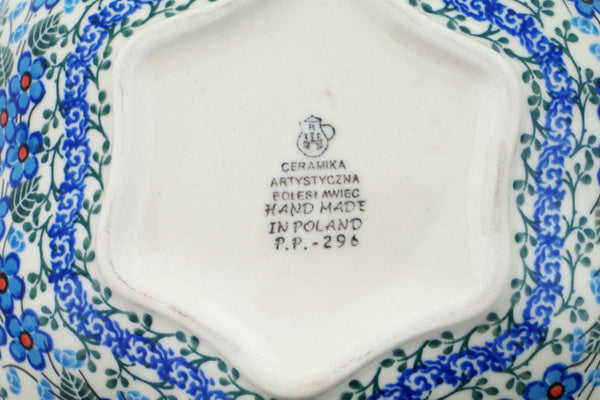 CERAMIKA
ARTYSTYCZNA
BOLESŁAWIEC
HAND MADE
IN POLAND
P.P.-296